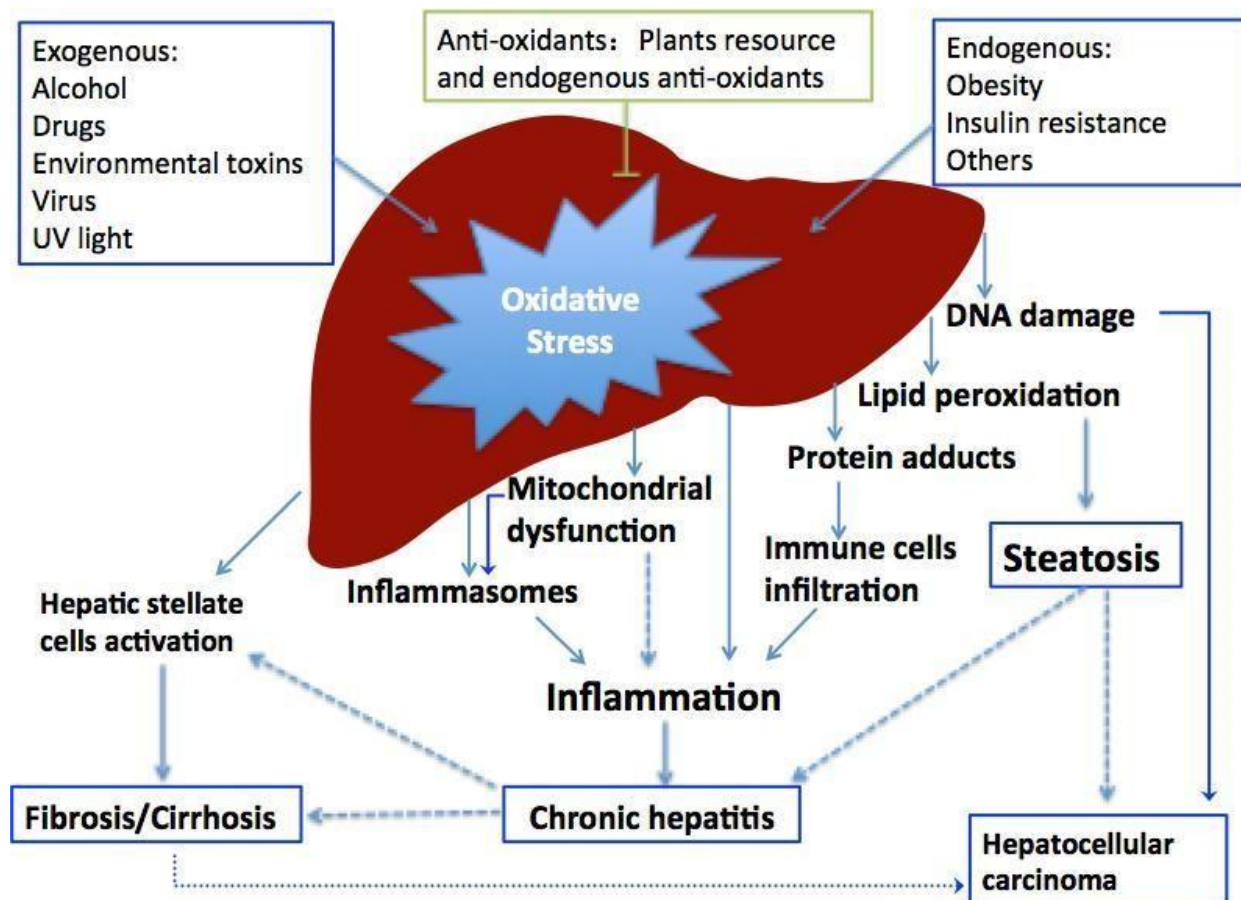 Exogenous:
Alcohol
Drugs
Environmental toxins
Virus
UV light
Anti-oxidants: Plants resource
and endogenous anti-oxidants
Endogenous:
Obesity
Insulin resistance
Others
Oxidative
Stress
DNA damage
Lipid peroxidation
Protein adducts
Mitochondrial
dysfunction
Immune cells
infiltration
Steatosis
Inflammasomes
Hepatic stellate
cells activation
Inflammation
Fibrosis/Cirrhosis
Chronic hepatitis
Hepatocellular
carcinoma